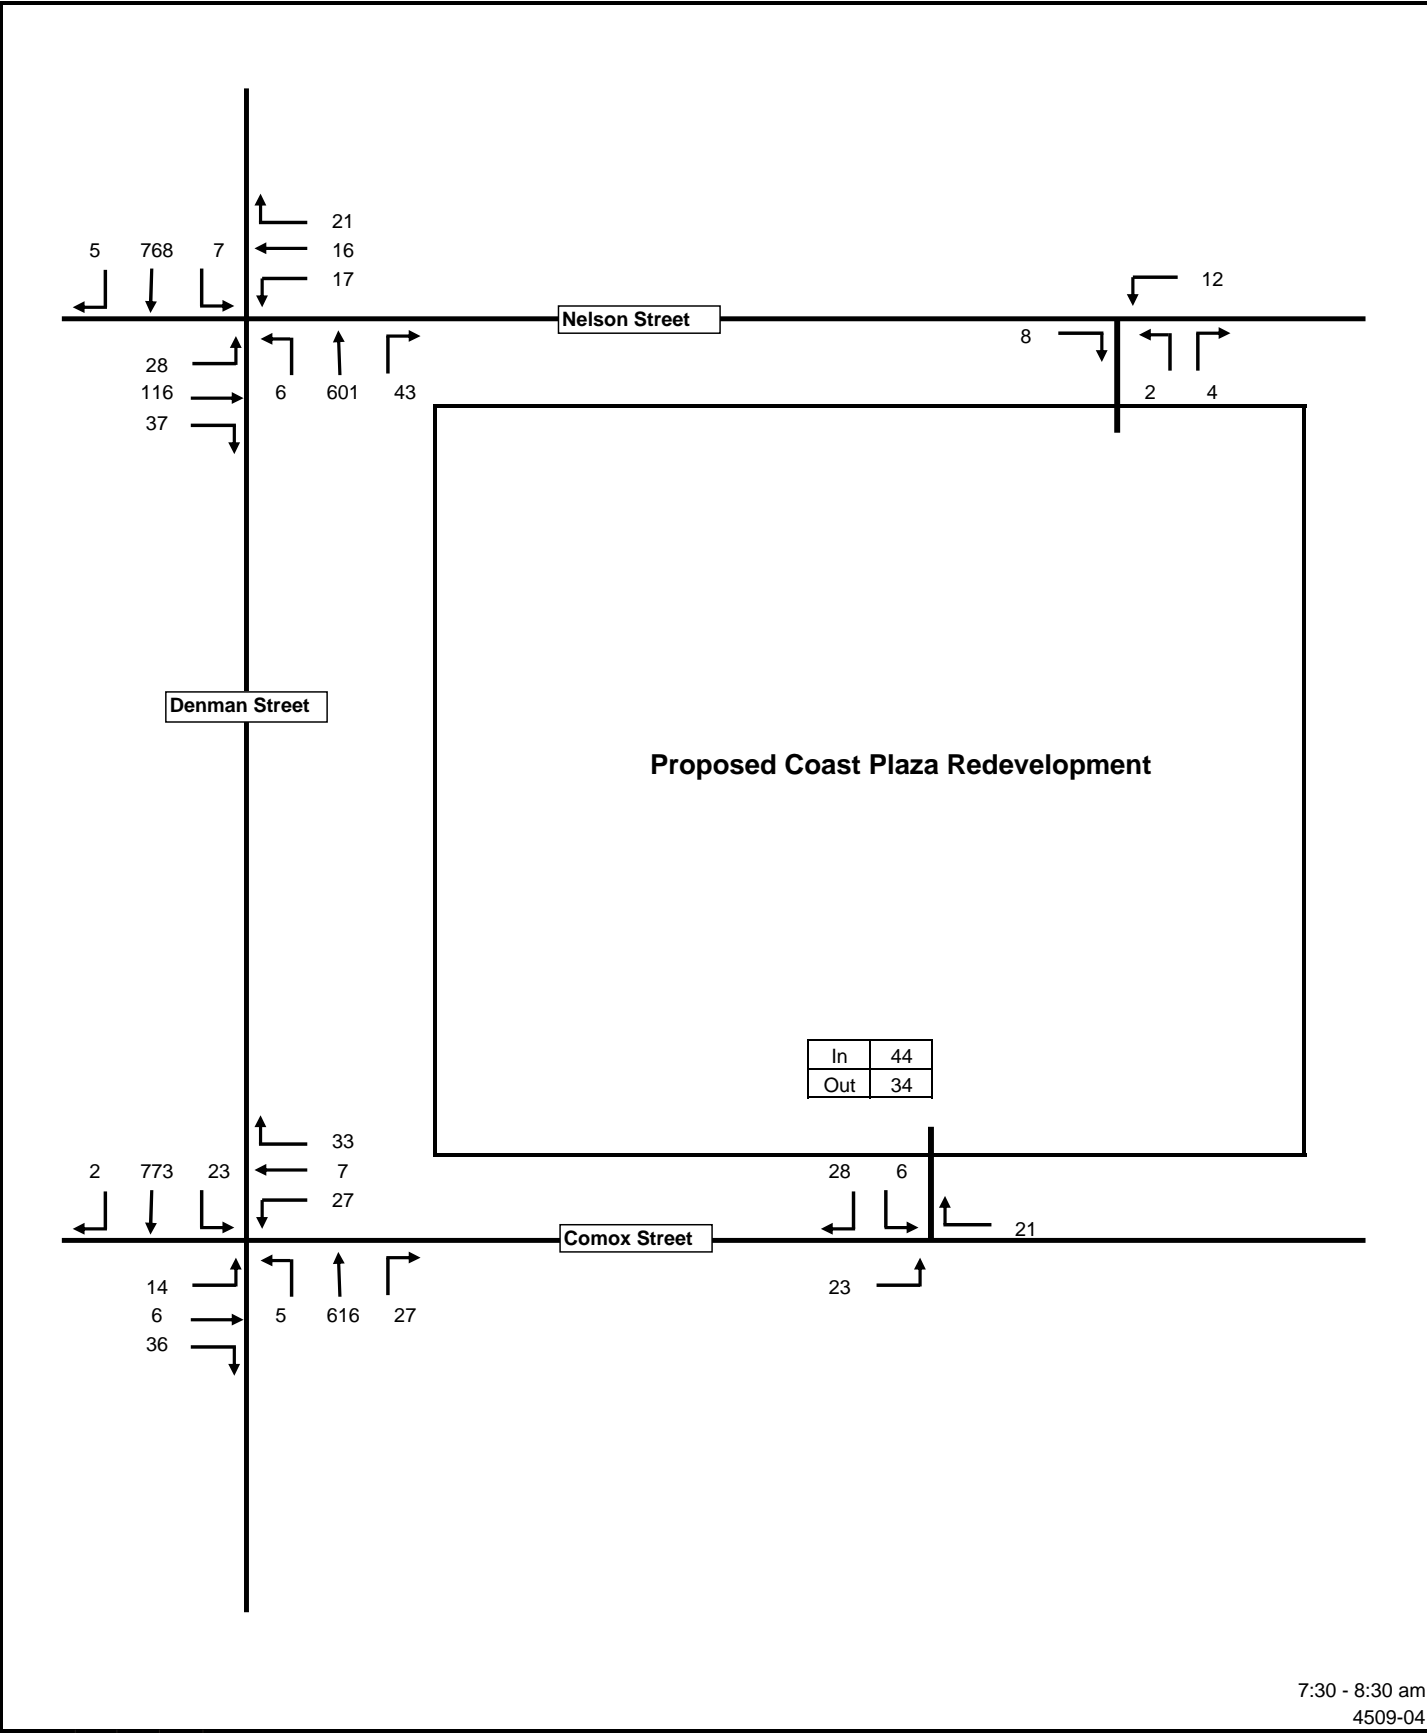 21
5 768 7 16
17 12
Nelson Street
8
28
116 6 601 43 2 4
37
Denman Street
Proposed Coast Plaza Redevelopment
In 44
Out 34
33
2 773 23 7 28 6
27
21
Comox Street
14 23
6 5 616 27
36
7:30 - 8:30 am
4509-04